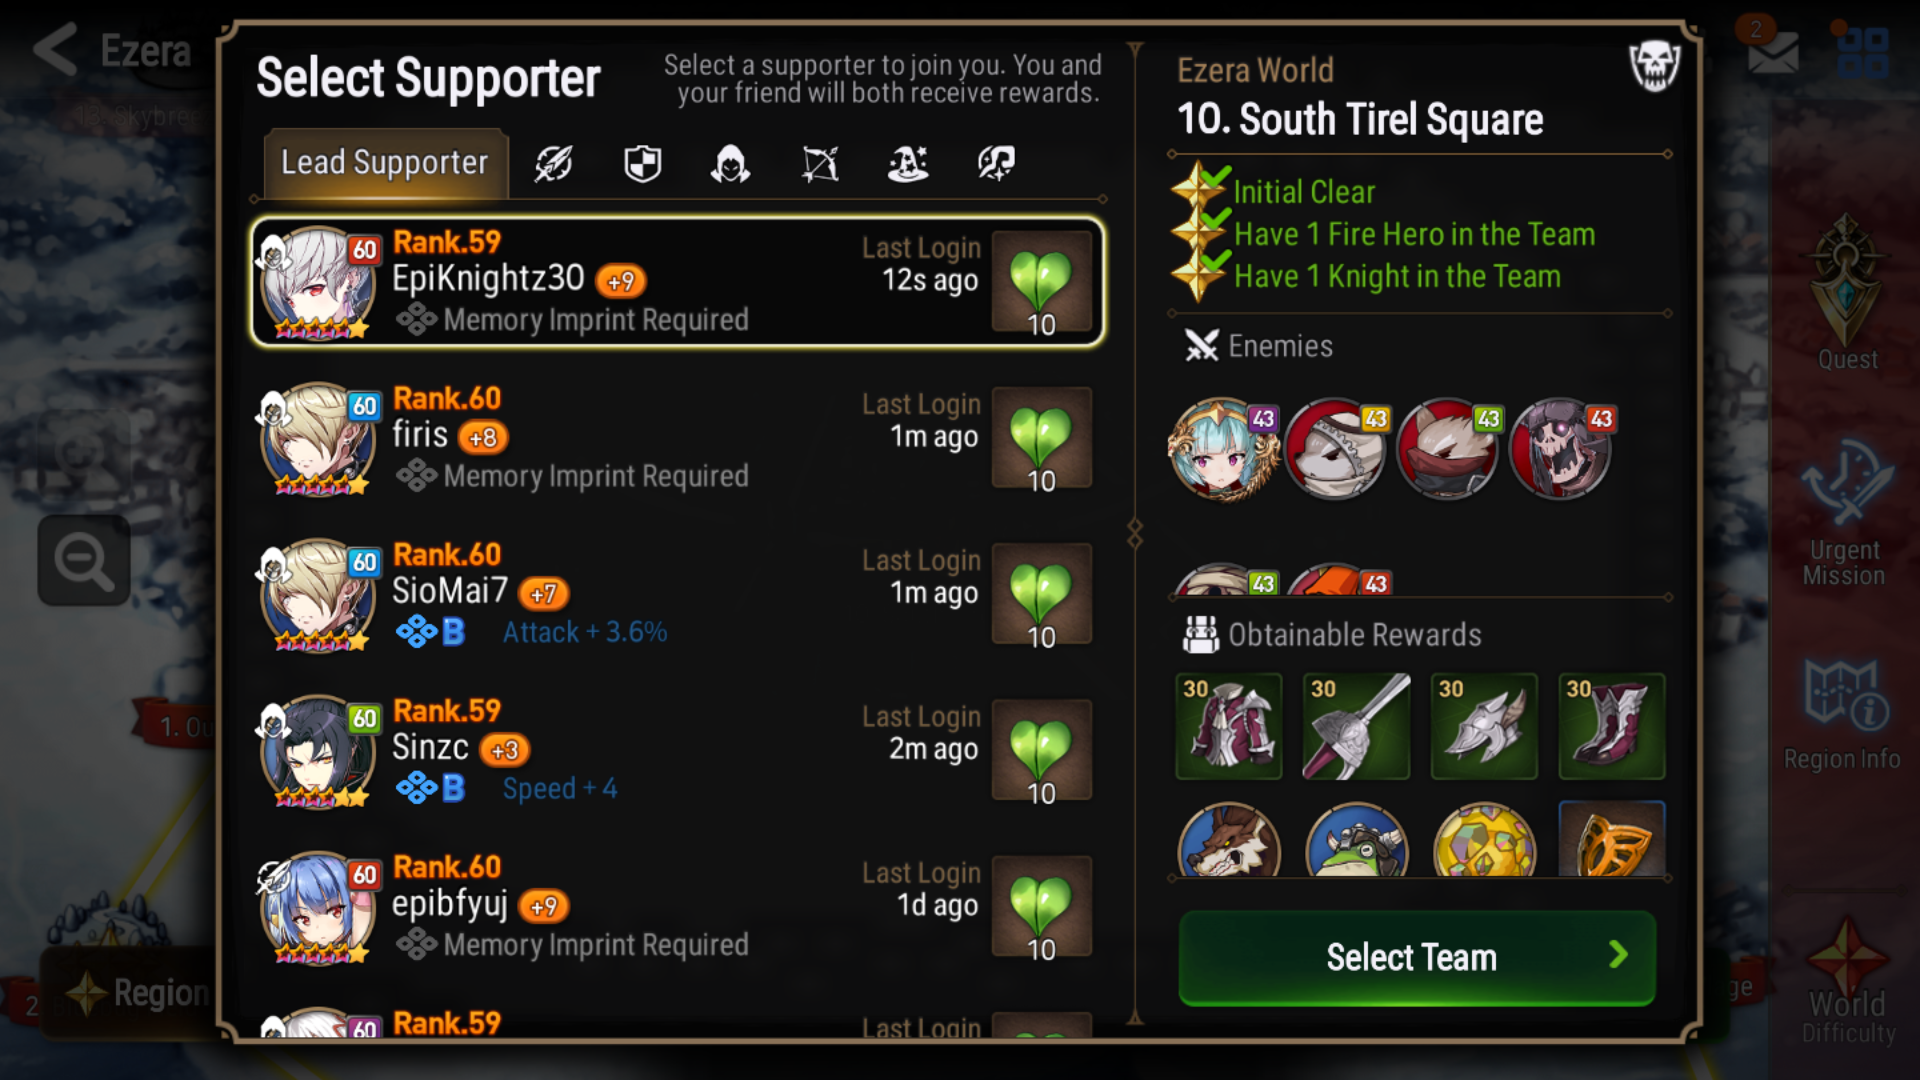 Ezera
13. Skybre
Select Supporter
Select a supporter to join you. You and
your friend will both receive rewards.
Lead Supporter
60
Rank.59
EpiKnightz30 +9
Memory Imprint Required
Last Login
12s ago
10
60
Rank.60
firis +8
Memory Imprint Required
Last Login
1m ago
10
60
Rank.60
SioMai7 +7
B Attack + 3.6%
Last Login
1m ago
10
60
Rank.59
Sinzc +3
B Speed + 4
Last Login
2m ago
10
60
Rank.60
epibfyuj +9
Memory Imprint Required
Last Login
1d ago
10
60
Rank.59
Last Login
Ezera World
10. South Tirel Square
Initial Clear
Have 1 Fire Hero in the Team
Have 1 Knight in the Team
Enemies
43 43 43 43
43 43
Obtainable Rewards
30 30 30 30
Select Team
2
Quest
Urgent
Mission
Region Info
World
Difficulty
1. Ou
2
Region
ge